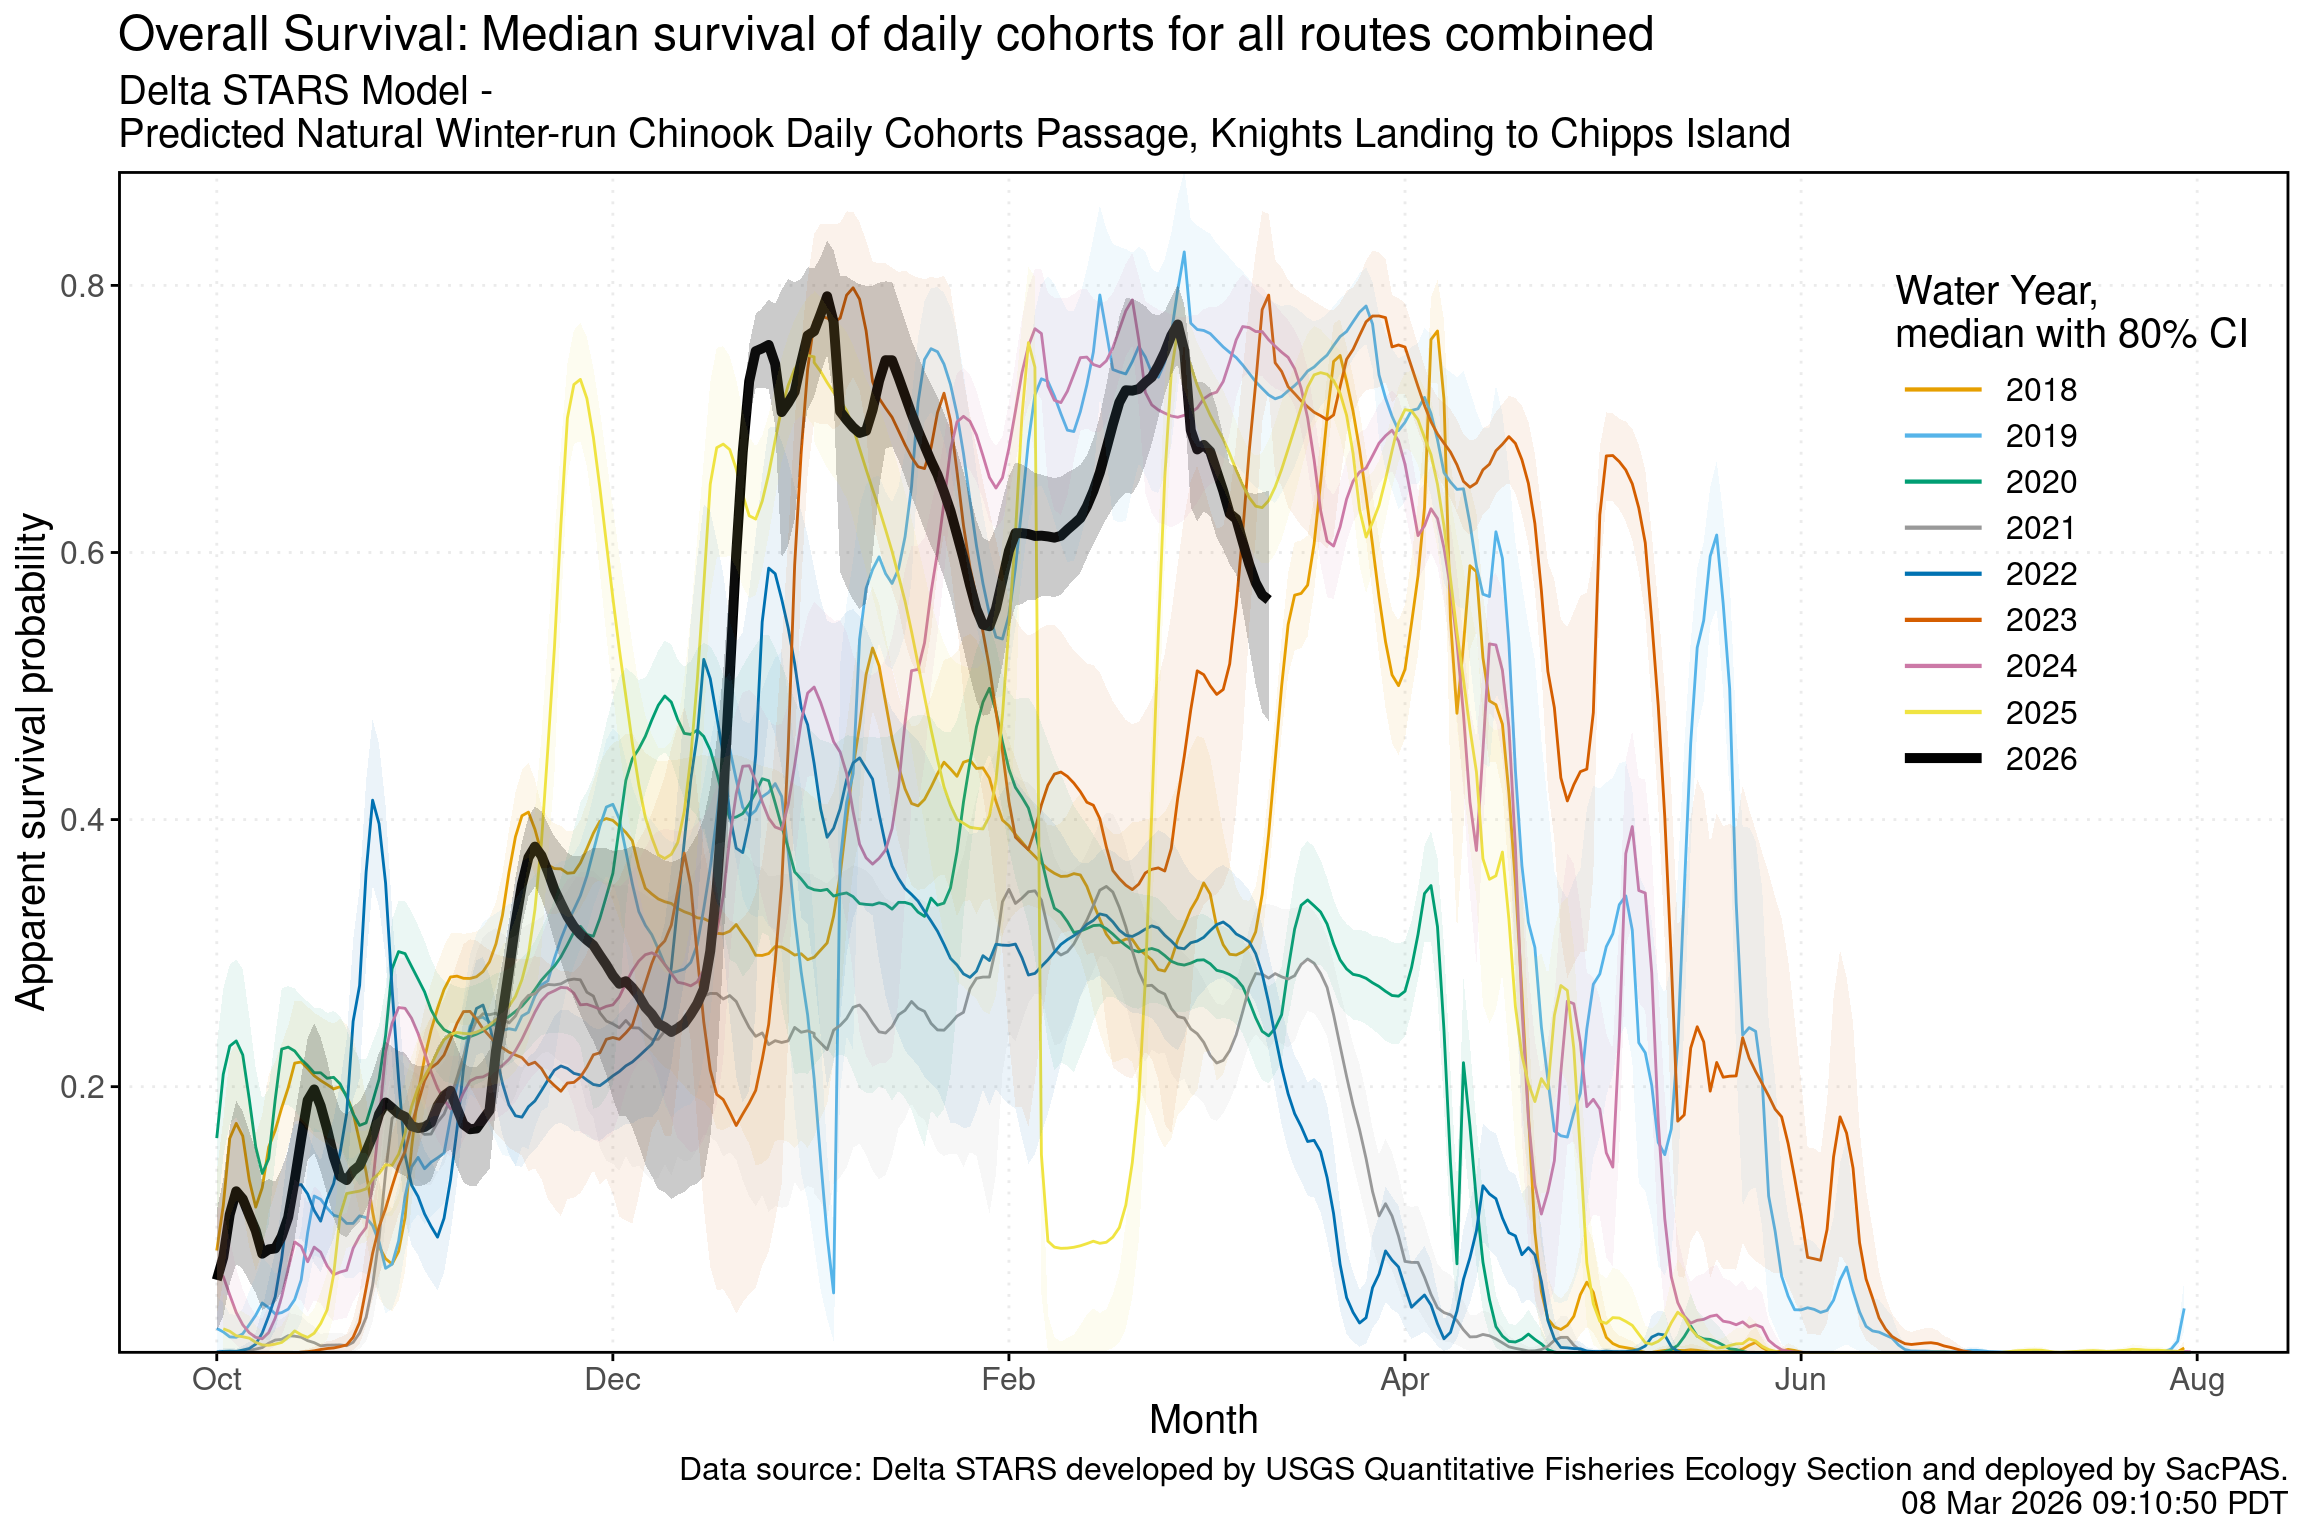 Overall Survival: Median survival of daily cohorts for all routes combined
Delta STARS Model -
Predicted Natural Winter-run Chinook Daily Cohorts Passage, Knights Landing to Chipps Island
Apparent survival probability
0.8
0.6
0.4
0.2
Water Year,
median with 80% CI
2018
2019
2020
2021
2022
2023
2024
2025
2026
Oct Dec Feb Apr Jun Aug
Month
Data source: Delta STARS developed by USGS Quantitative Fisheries Ecology Section and deployed by SacPAS.
08 Mar 2026 09:10:50 PDT